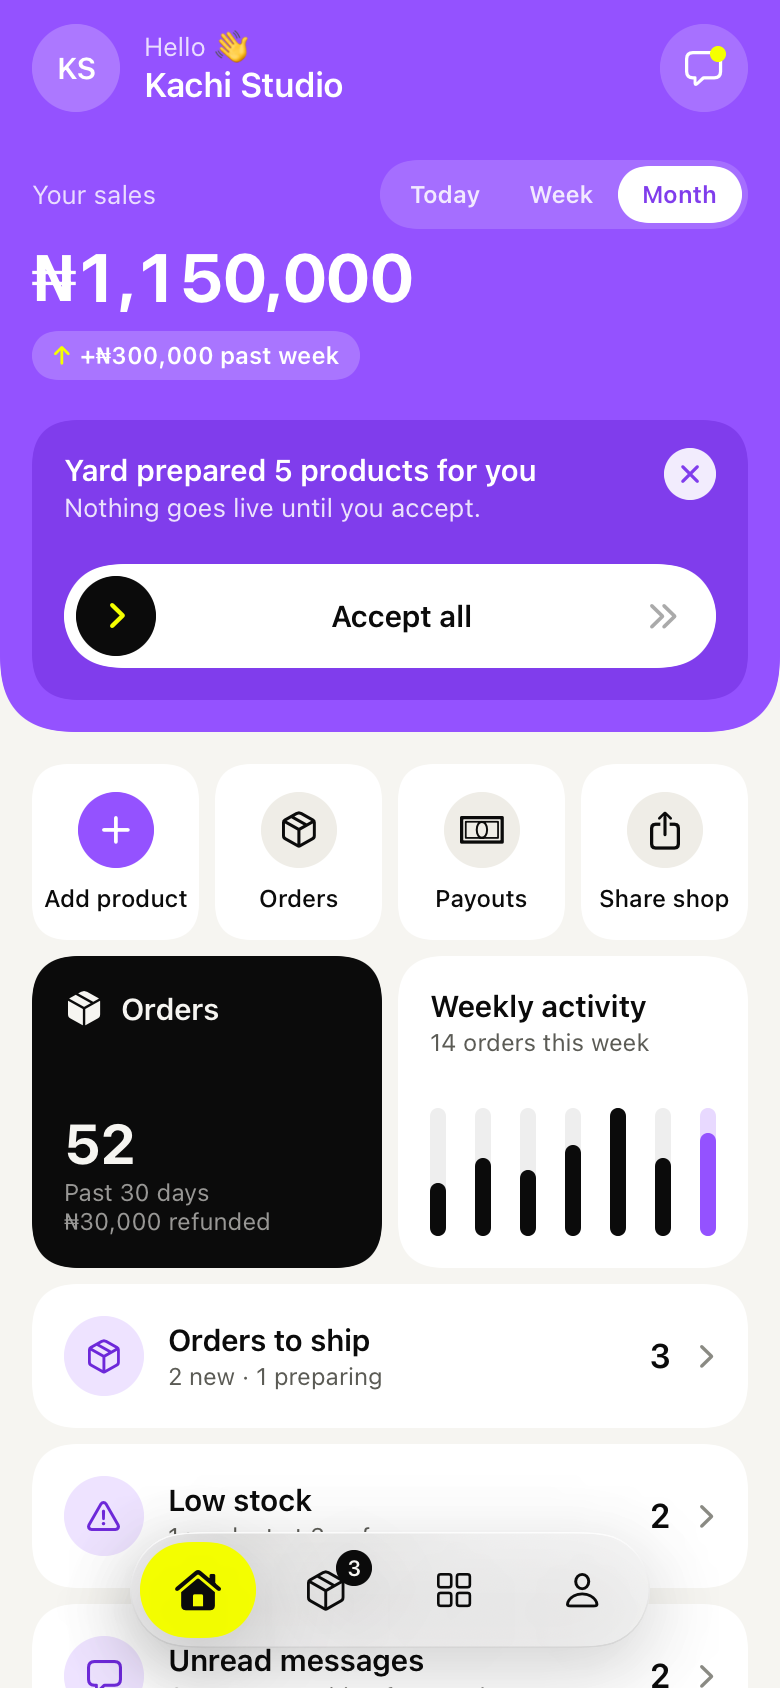 KS
Hello 👋
Kachi Studio
Your sales
Today Week Month
₦1,150,000
+₦300,000 past week
Yard prepared 5 products for you
Nothing goes live until you accept.
Accept all
Add product
Orders
Payouts
Share shop
Orders
52
Past 30 days
₦30,000 refunded
Weekly activity
14 orders this week
Orders to ship
2 new · 1 preparing
3
Low stock
2
3
Unread messages
2